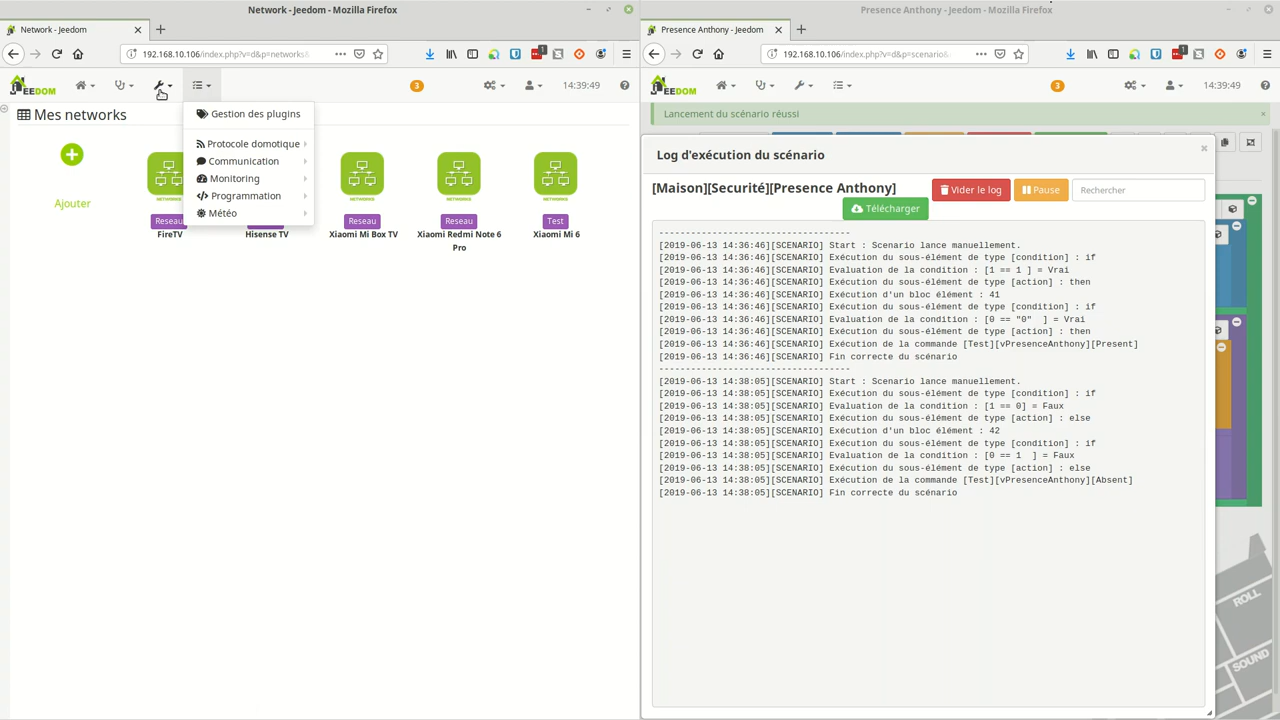 Network - Jeedom - Mozilla Firefox
Network - Jeedom
192.168.10.106/index.php?v=d&p=networks
1
JEEDOM
3
14:39:49
Mes networks
Gestion des plugins
Protocole domotique
Communication
Monitoring
Programmation
Météo
Ajouter
NETWORKS
NETWORKS
NETWORKS
NETWORKS
Reseau
Reseau
Reseau
Test
FireTV
Hisense TV
Xiaomi Mi Box TV
Xiaomi Redmi Note 6
Pro
Xiaomi Mi 6
Presence Anthony - Jeedom - Mozilla Firefox
Presence Anthony - Jeedom
192.168.10.106/index.php?v=d&p=scenario
1
JEEDOM
3
14:39:49
Lancement du scénario réussi
Log d'exécution du scénario
[Maison][Securité][Presence Anthony]
Vider le log
Pause
Rechercher
Télécharger
------------------------------------
[2019-06-13 14:36:46][SCENARIO] Start : Scenario lance manuellement.
[2019-06-13 14:36:46][SCENARIO] Exécution du sous-élément de type [condition] : if
[2019-06-13 14:36:46][SCENARIO] Evaluation de la condition : [1 == 1 ] = Vrai
[2019-06-13 14:36:46][SCENARIO] Exécution du sous-élément de type [action] : then
[2019-06-13 14:36:46][SCENARIO] Exécution d'un bloc élément : 41
[2019-06-13 14:36:46][SCENARIO] Exécution du sous-élément de type [condition] : if
[2019-06-13 14:36:46][SCENARIO] Evaluation de la condition : [0 == "0"  ] = Vrai
[2019-06-13 14:36:46][SCENARIO] Exécution du sous-élément de type [action] : then
[2019-06-13 14:36:46][SCENARIO] Exécution de la commande [Test][vPresenceAnthony][Present]
[2019-06-13 14:36:46][SCENARIO] Fin correcte du scénario
------------------------------------
[2019-06-13 14:38:05][SCENARIO] Start : Scenario lance manuellement.
[2019-06-13 14:38:05][SCENARIO] Exécution du sous-élément de type [condition] : if
[2019-06-13 14:38:05][SCENARIO] Evaluation de la condition : [1 == 0] = Faux
[2019-06-13 14:38:05][SCENARIO] Exécution du sous-élément de type [action] : else
[2019-06-13 14:38:05][SCENARIO] Exécution d'un bloc élément : 42
[2019-06-13 14:38:05][SCENARIO] Exécution du sous-élément de type [condition] : if
[2019-06-13 14:38:05][SCENARIO] Evaluation de la condition : [0 == 1  ] = Faux
[2019-06-13 14:38:05][SCENARIO] Exécution du sous-élément de type [action] : else
[2019-06-13 14:38:05][SCENARIO] Exécution de la commande [Test][vPresenceAnthony][Absent]
[2019-06-13 14:38:05][SCENARIO] Fin correcte du scénario
ROLL
SOUND